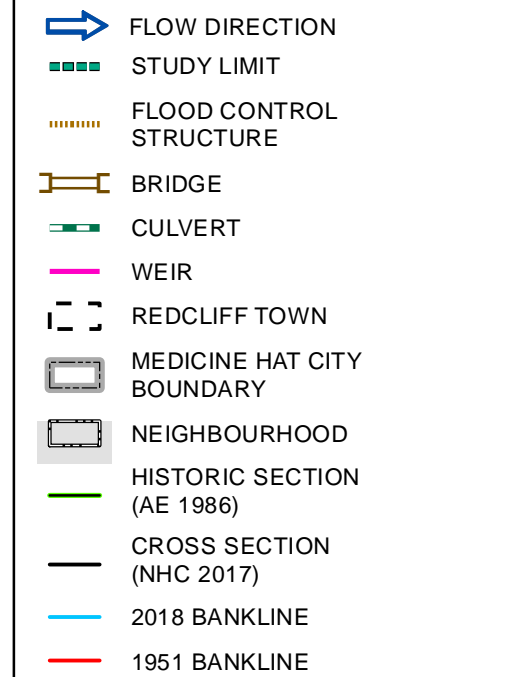 FLOW DIRECTION
STUDY LIMIT
FLOOD CONTROL
STRUCTURE
BRIDGE
CULVERT
WEIR
REDCLIFF TOWN
MEDICINE HAT CITY
BOUNDARY
NEIGHBOURHOOD
HISTORIC SECTION
(AE 1986)
CROSS SECTION
(NHC 2017)
2018 BANKLINE
1951 BANKLINE